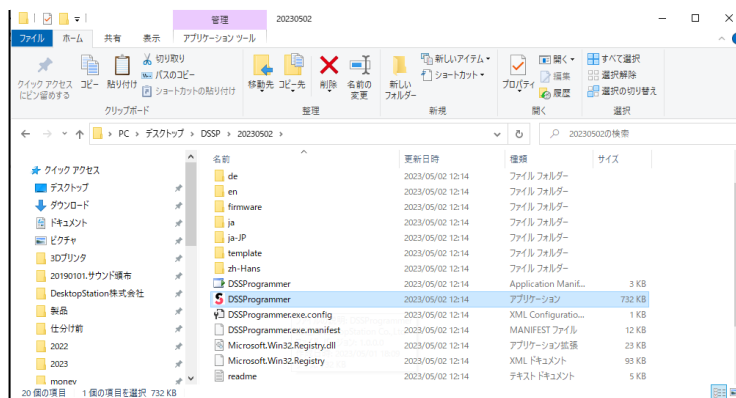 管理
20230502
ファイル ホーム 共有 表示 アプリケーション ツール
クイック アクセスにピン留めする
コピー
貼り付け
切り取り
パスのコピー
ショートカットの貼り付け
クリップボード
移動先
コピー先
削除
名前の変更
整理
新しいフォルダー
新しいアイテム
ショートカット
新規
プロパティ
開く
編集
履歴
開く
すべて選択
選択解除
選択の切り替え
選択
PC > デスクトップ > DSSP > 20230502 >
20230502の検索
クイック アクセス
デスクトップ
ダウンロード
ドキュメント
ピクチャ
3Dプリンタ
20190101.サウンド頒布
DesktopStation株式会社
製品
仕分け前
2022
2023
money
名前 更新日時 種類 サイズ
de 2023/05/02 12:14 ファイル フォルダー
en 2023/05/02 12:14 ファイル フォルダー
firmware 2023/05/02 12:14 ファイル フォルダー
ja 2023/05/02 12:14 ファイル フォルダー
ja-JP 2023/05/02 12:14 ファイル フォルダー
template 2023/05/02 12:14 ファイル フォルダー
zh-Hans 2023/05/02 12:14 ファイル フォルダー
DSSProgrammer 2023/05/02 12:14 Application Manif... 3 KB
DSSProgrammer 2023/05/02 12:14 アプリケーション 732 KB
DSSProgrammer.exe.config 2023/05/02 12:14 XML Configuratio... 1 KB
DSSProgrammer.exe.manifest 2023/05/02 12:14 MANIFEST ファイル 12 KB
Microsoft.Win32.Registry.dll 2023/05/02 12:14 アプリケーション拡張 23 KB
Microsoft.Win32.Registry 2023/05/02 12:14 XML ドキュメント 93 KB
readme 2023/05/02 12:14 テキスト ドキュメント 5 KB
20 個の項目 1 個の項目を選択 732 KB